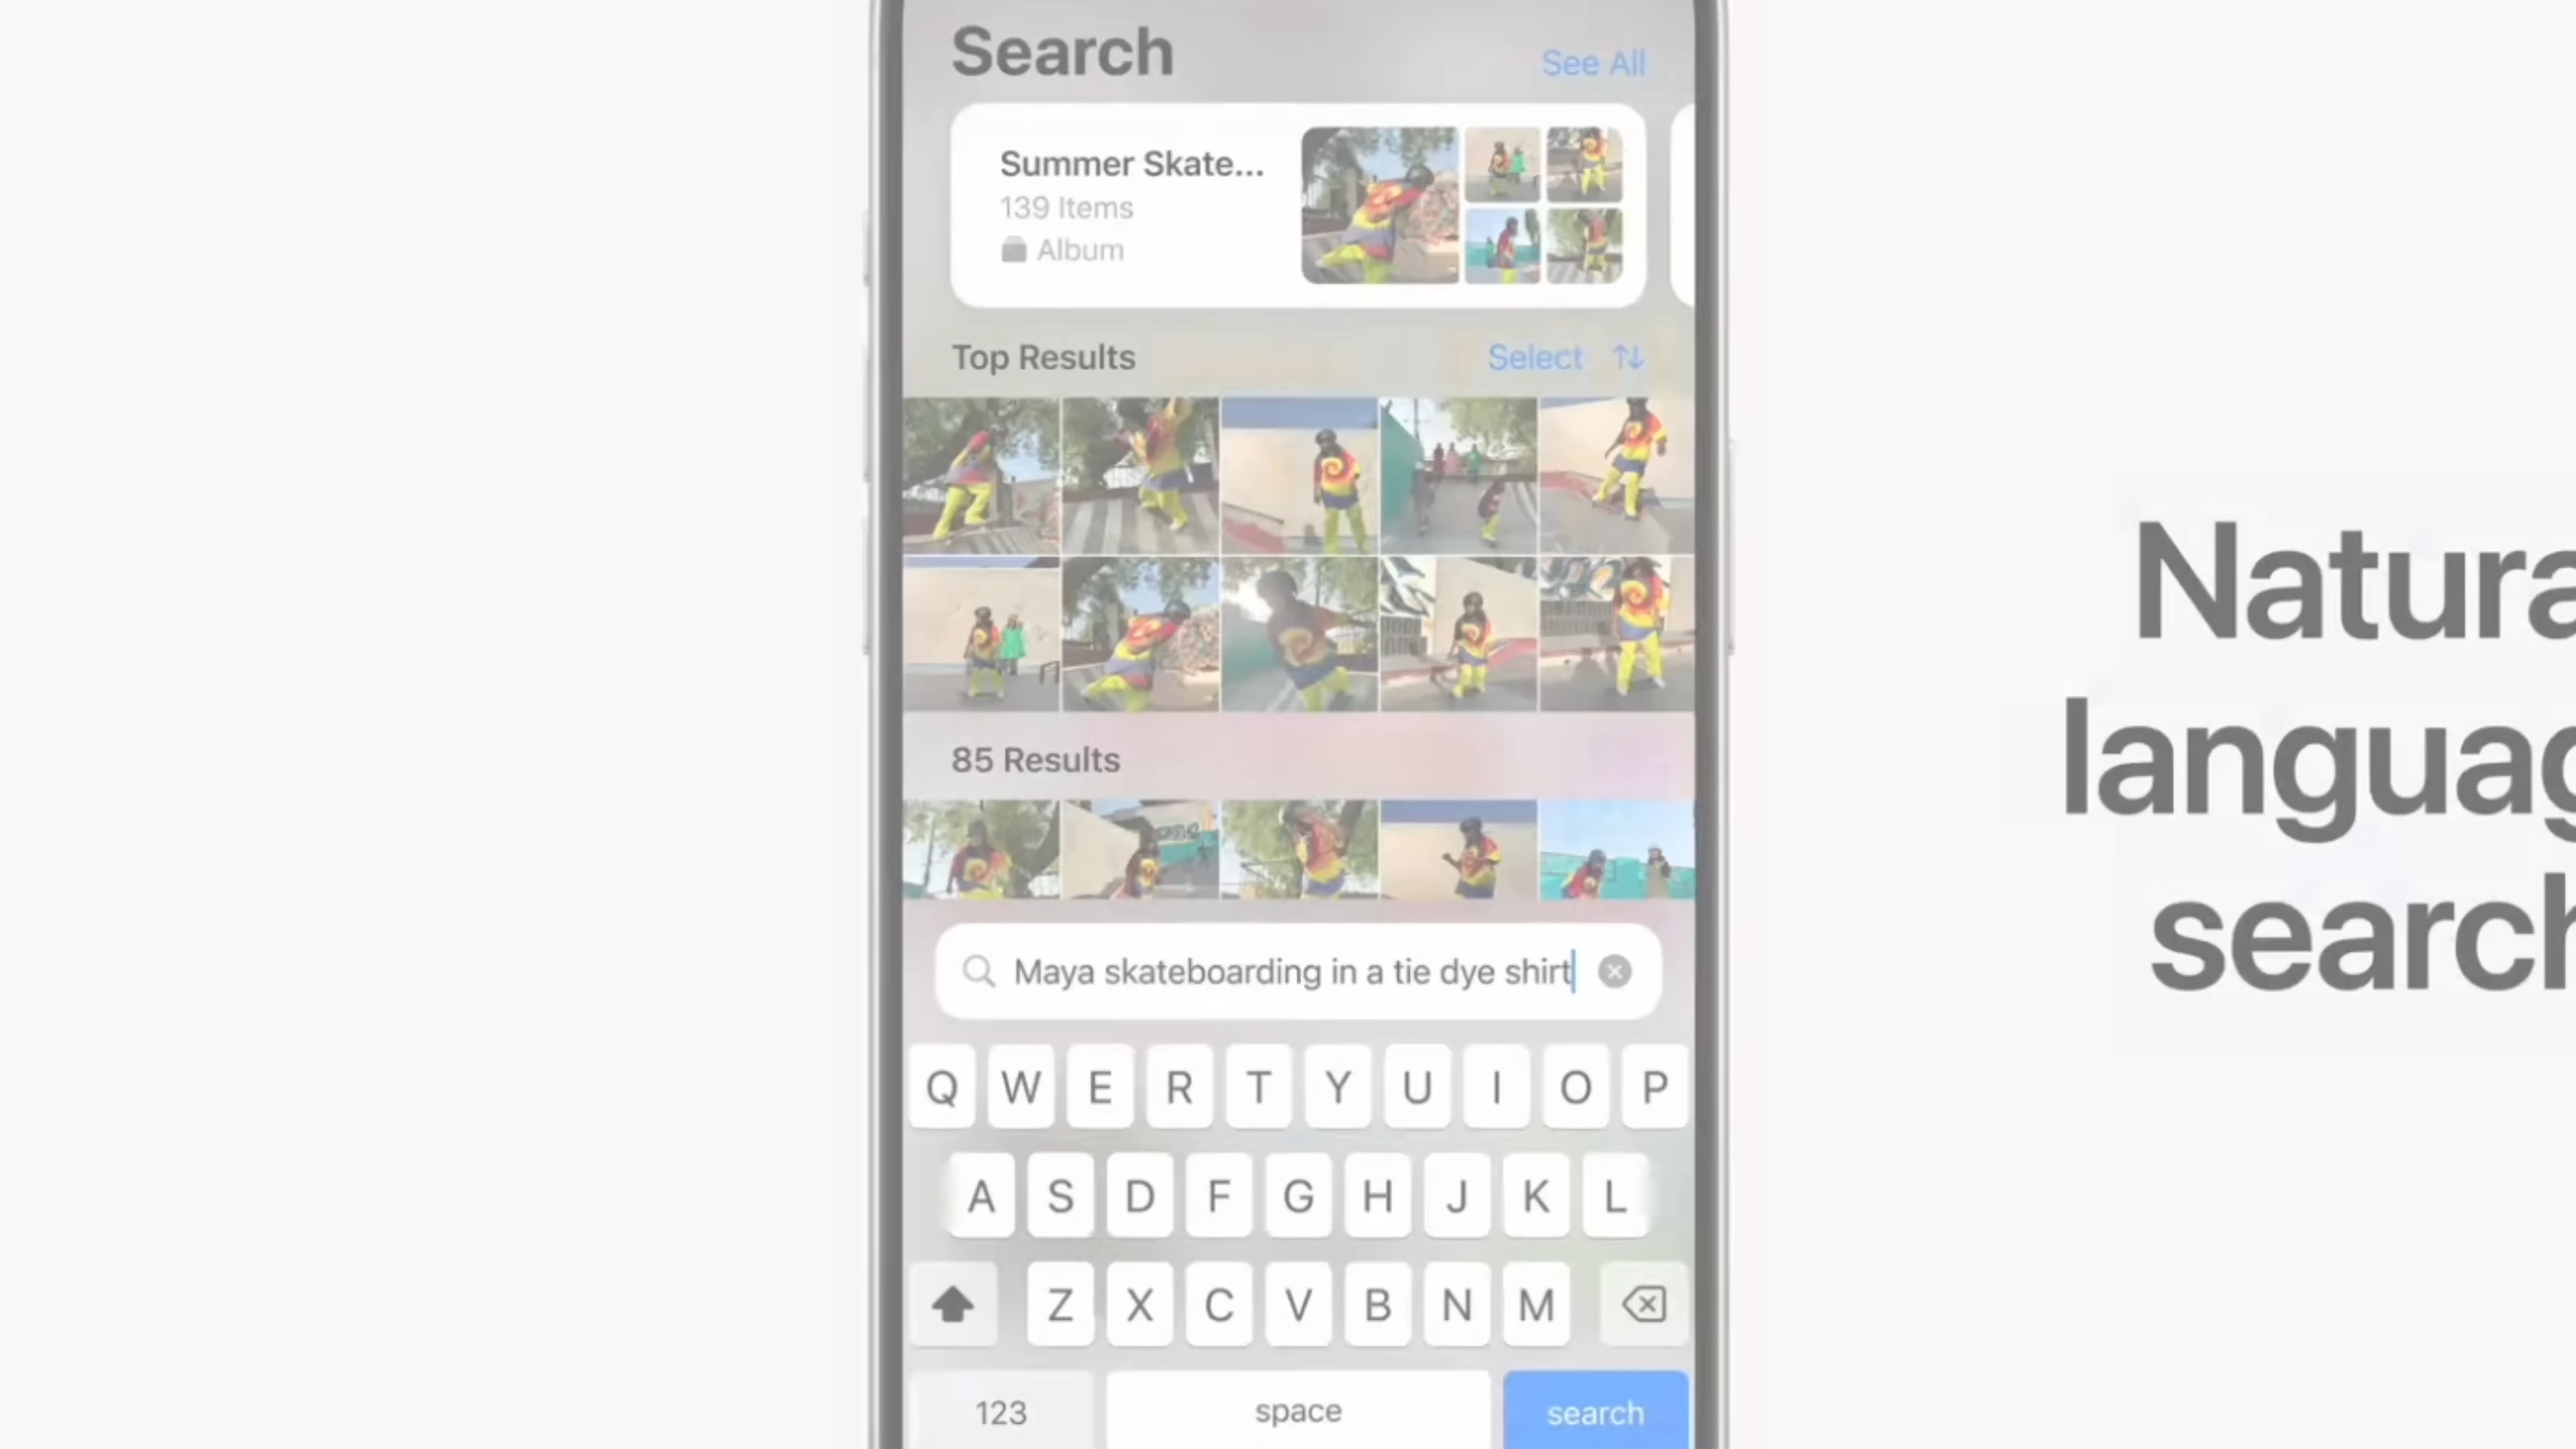 Search
See All
Summer Skate...
139 Items
Album
Top Results
Select
85 Results
Maya skateboarding in a tie dye shirt
Q W E R T Y U I O P
A S D F G H J K L
Z X C V B N M
123 space search
Natura
languag
search